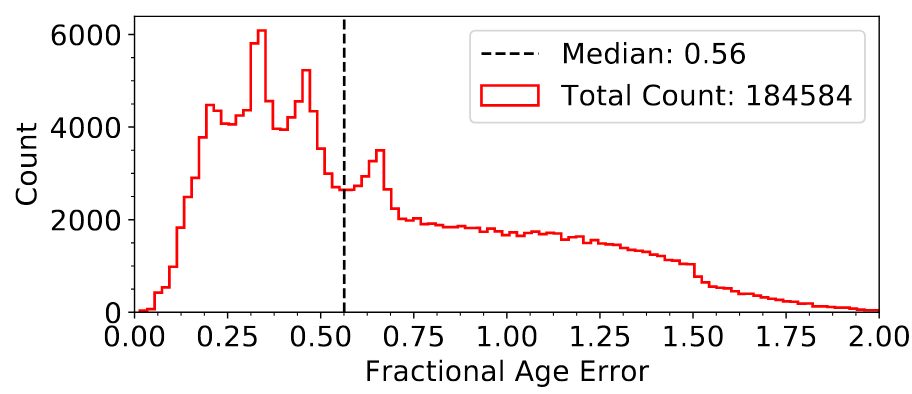 6000
4000
2000
0
Count
Median: 0.56
Total Count: 184584
0.00 0.25 0.50 0.75 1.00 1.25 1.50 1.75 2.00
Fractional Age Error